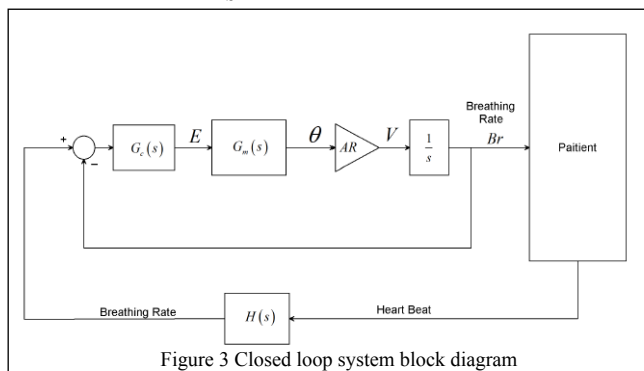 Breathing
Rate
+
E
θ
V
Br
−
G_c(s)
G_m(s)
AR
1/s
Paitient
Breathing Rate
H(s)
Heart Beat
Figure 3 Closed loop system block diagram